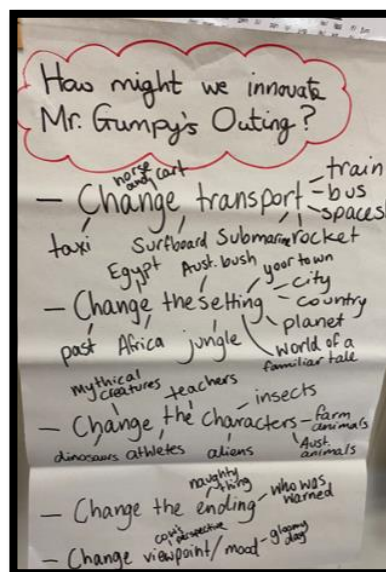 How might we innovate
Mr. Gumpy's Outing?
horse and cart
train
- Change transport
bus
taxi
Surfboard
Submarine
rocket
Egypt
Aust. bush
your town
city
- Change the setting
country
planet
past
Africa
jungle
world of a
familiar tale
mythical
creatures
teachers
insects
- Change the characters
farm
animals
dinosaurs
athletes
aliens
Aust.
animals
naughty
thing
who was
warned
- Change the ending
cow's perspective
- Change viewpoint/mood
gloomy
day